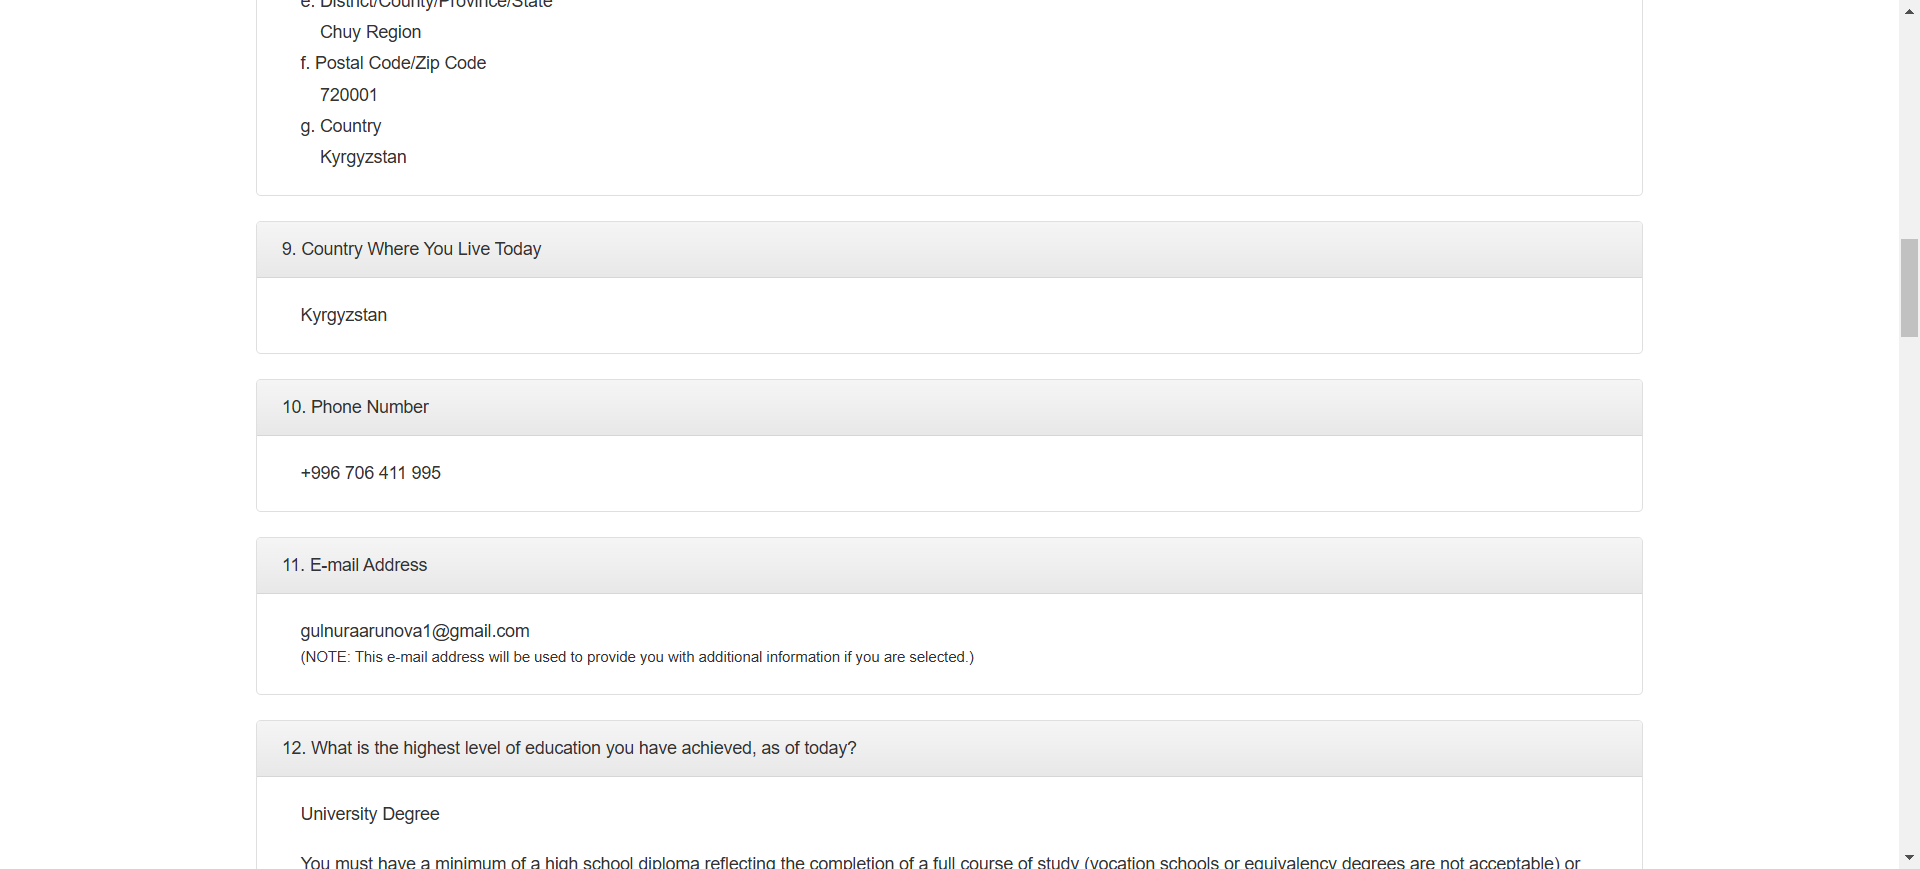 e. District/County/Province/State
Chuy Region
f. Postal Code/Zip Code
720001
g. Country
Kyrgyzstan
9. Country Where You Live Today
Kyrgyzstan
10. Phone Number
+996 706 411 995
11. E-mail Address
gulnuraarunova1@gmail.com
(NOTE: This e-mail address will be used to provide you with additional information if you are selected.)
12. What is the highest level of education you have achieved, as of today?
University Degree
You must have a minimum of a high school diploma reflecting the completion of a full course of study (vocation schools or equivalency degrees are not acceptable) or